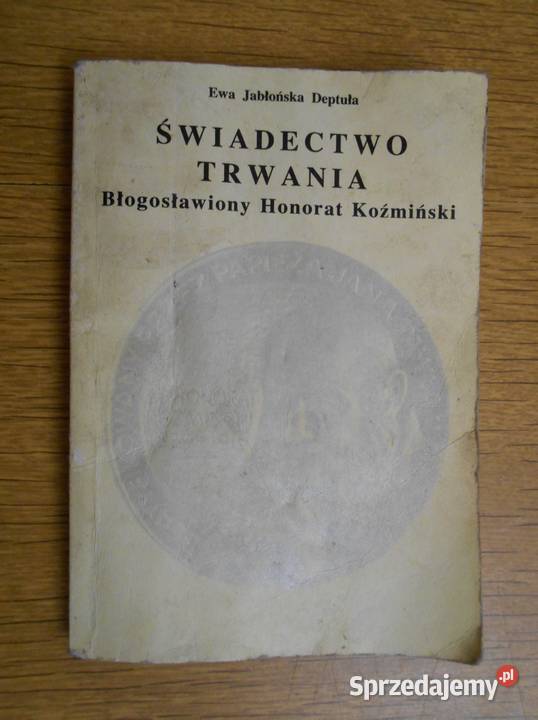 Ewa Jabłońska Deptuła
ŚWIADECTWO
TRWANIA
Błogosławiony Honorat Koźmiński
Sprzedajemy.pl